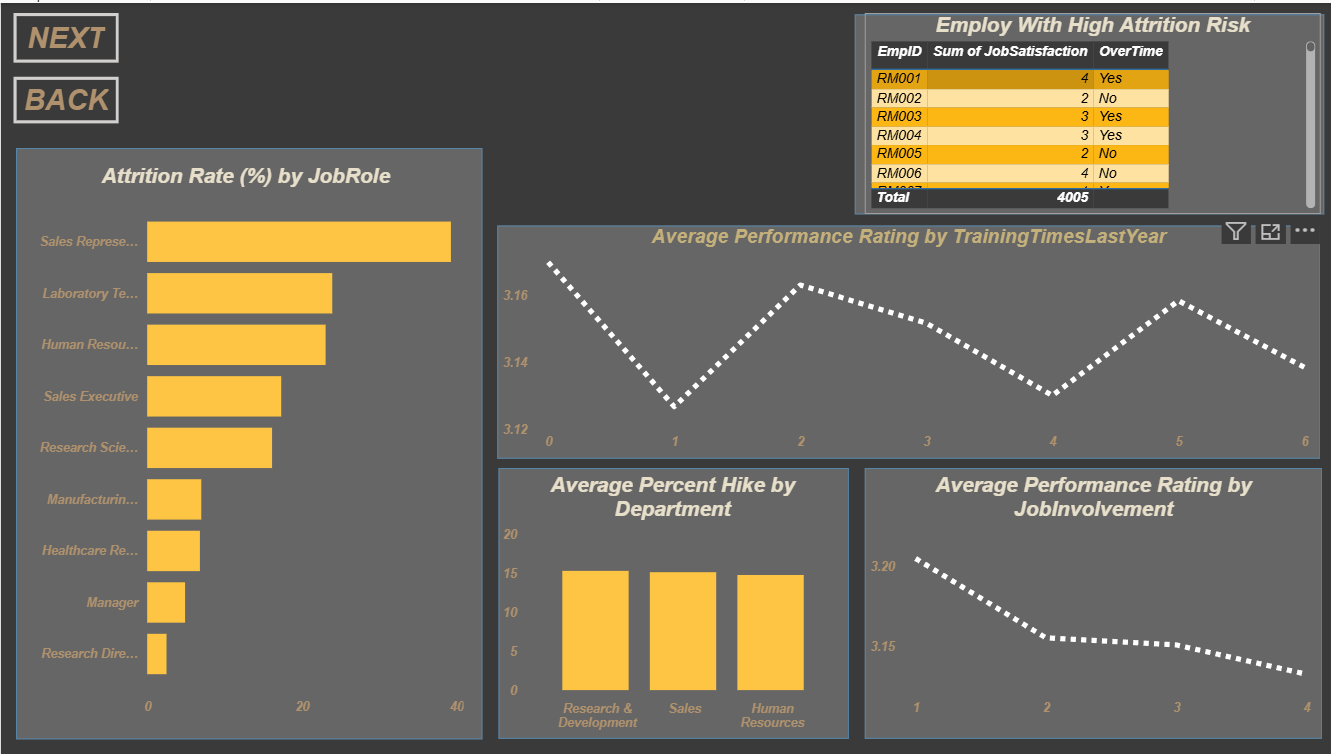 NEXT
BACK
Employ With High Attrition Risk
EmpID Sum of JobSatisfaction OverTime
RM001 4 Yes
RM002 2 No
RM003 3 Yes
RM004 3 Yes
RM005 2 No
RM006 4 No
Total 4005
Attrition Rate (%) by JobRole
Sales Represe...
Laboratory Te...
Human Resou...
Sales Executive
Research Scie...
Manufacturin...
Healthcare Re...
Manager
Research Dire...
0 20 40
Average Performance Rating by TrainingTimesLastYear
3.16
3.14
3.12
0 1 2 3 4 5 6
Average Percent Hike by
Department
20
15
10
5
0
Research &
Development
Sales
Human
Resources
Average Performance Rating by
JobInvolvement
3.20
3.15
1 2 3 4